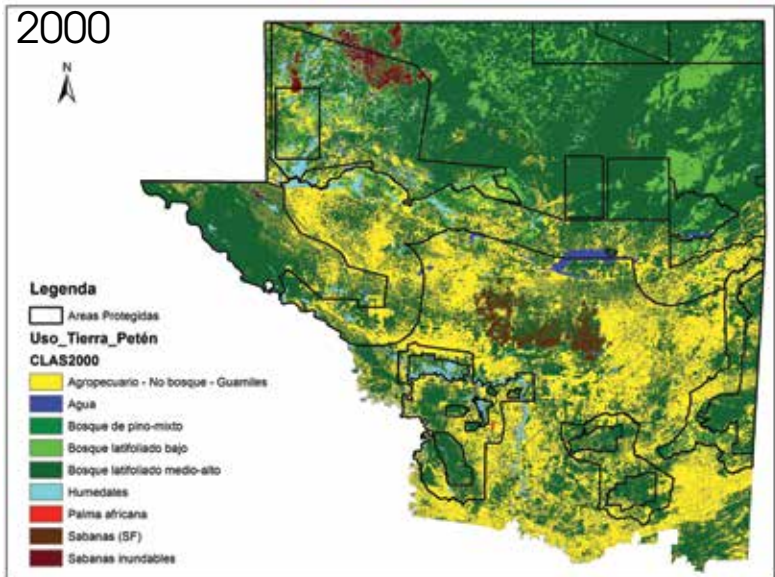 2000
N
Legenda
Areas Protegidas
Uso_Tierra_Petén
CLAS2000
Agropecuario - No bosque - Guamiles
Agua
Bosque de pino-mixto
Bosque latifoliado bajo
Bosque latifoliado medio-alto
Humedales
Palma africana
Sabanas (SF)
Sabanas inundables